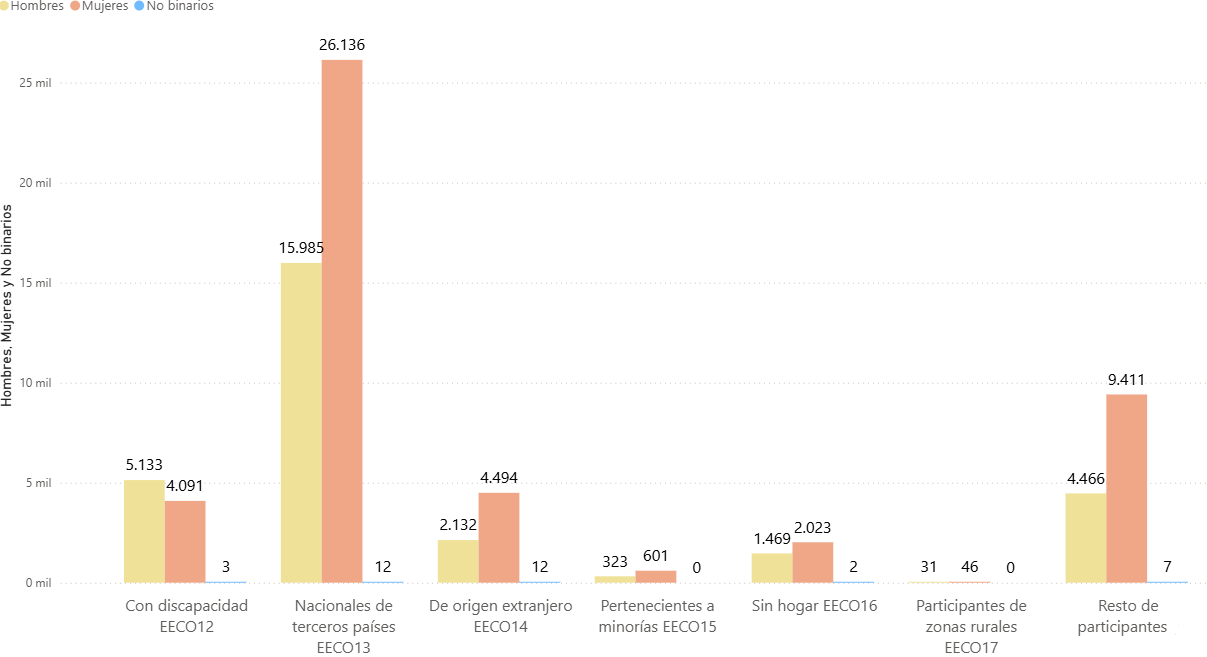 Hombres Mujeres No binarios
Hombres, Mujeres y No binarios
25 mil
20 mil
15 mil
10 mil
5 mil
0 mil
5.133
4.091
3
15.985
26.136
12
2.132
4.494
12
323
601
0
1.469
2.023
2
31
46
0
4.466
9.411
7
Con discapacidad
EECO12
Nacionales de
terceros países
EECO13
De origen extranjero
EECO14
Pertenecientes a
minorías EECO15
Sin hogar EECO16
Participantes de
zonas rurales
EECO17
Resto de
participantes